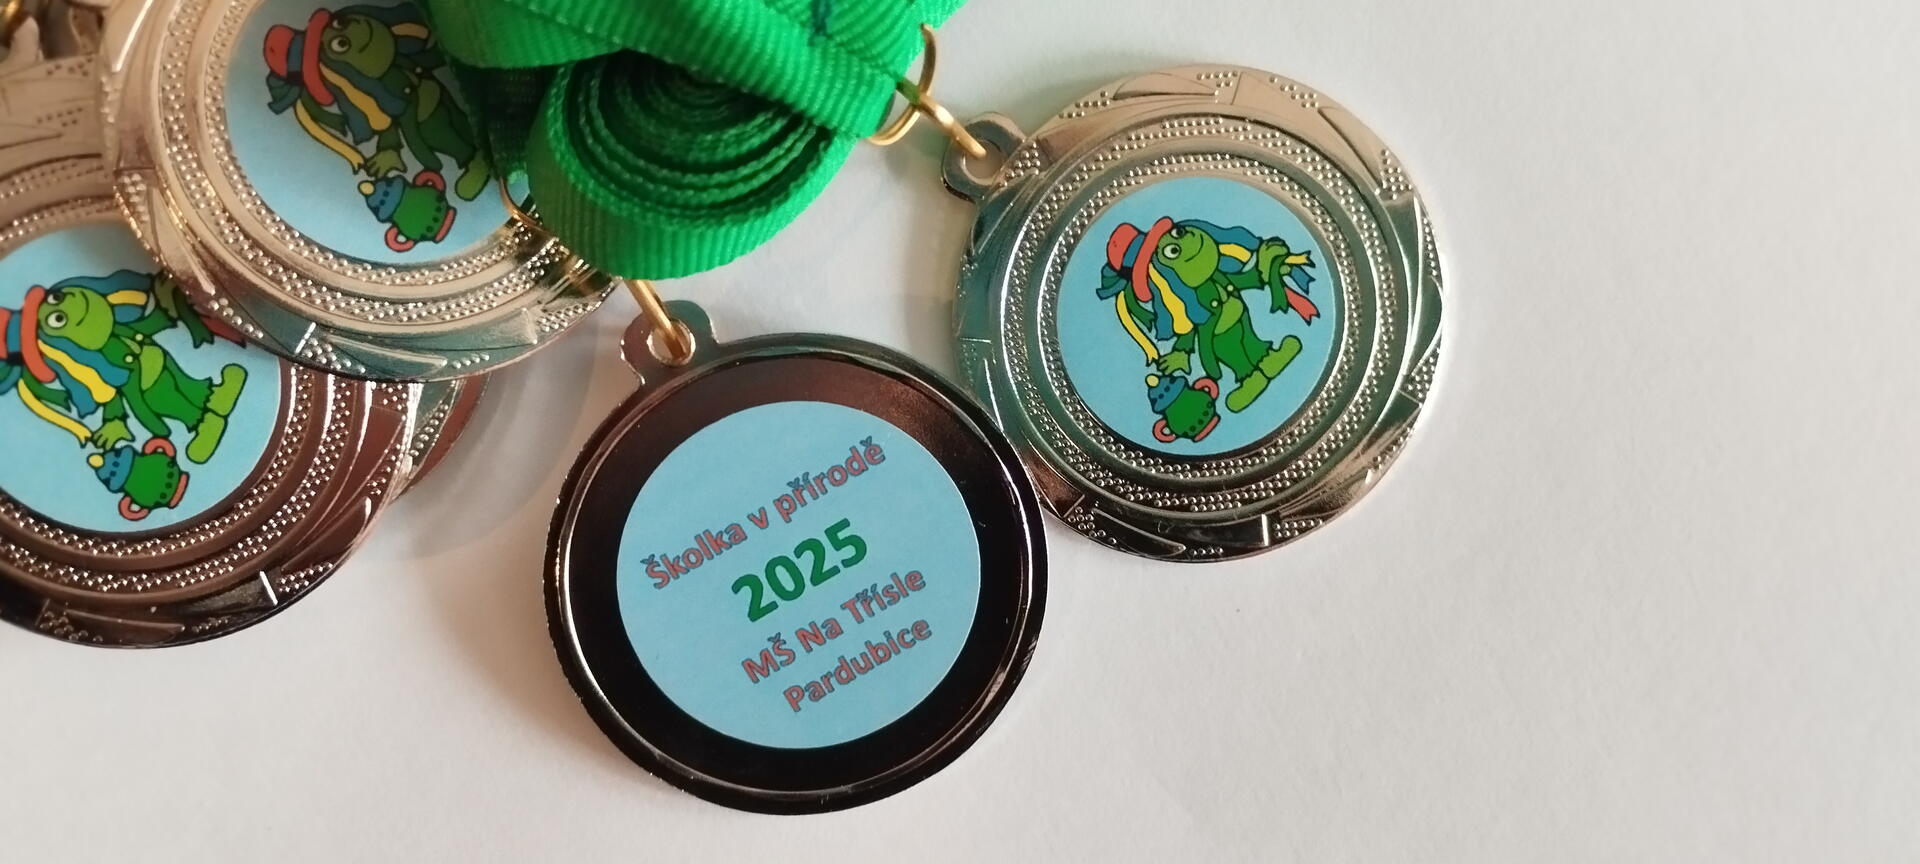 Školka v přírodě
2025
MŠ Na Třísle
Pardubice